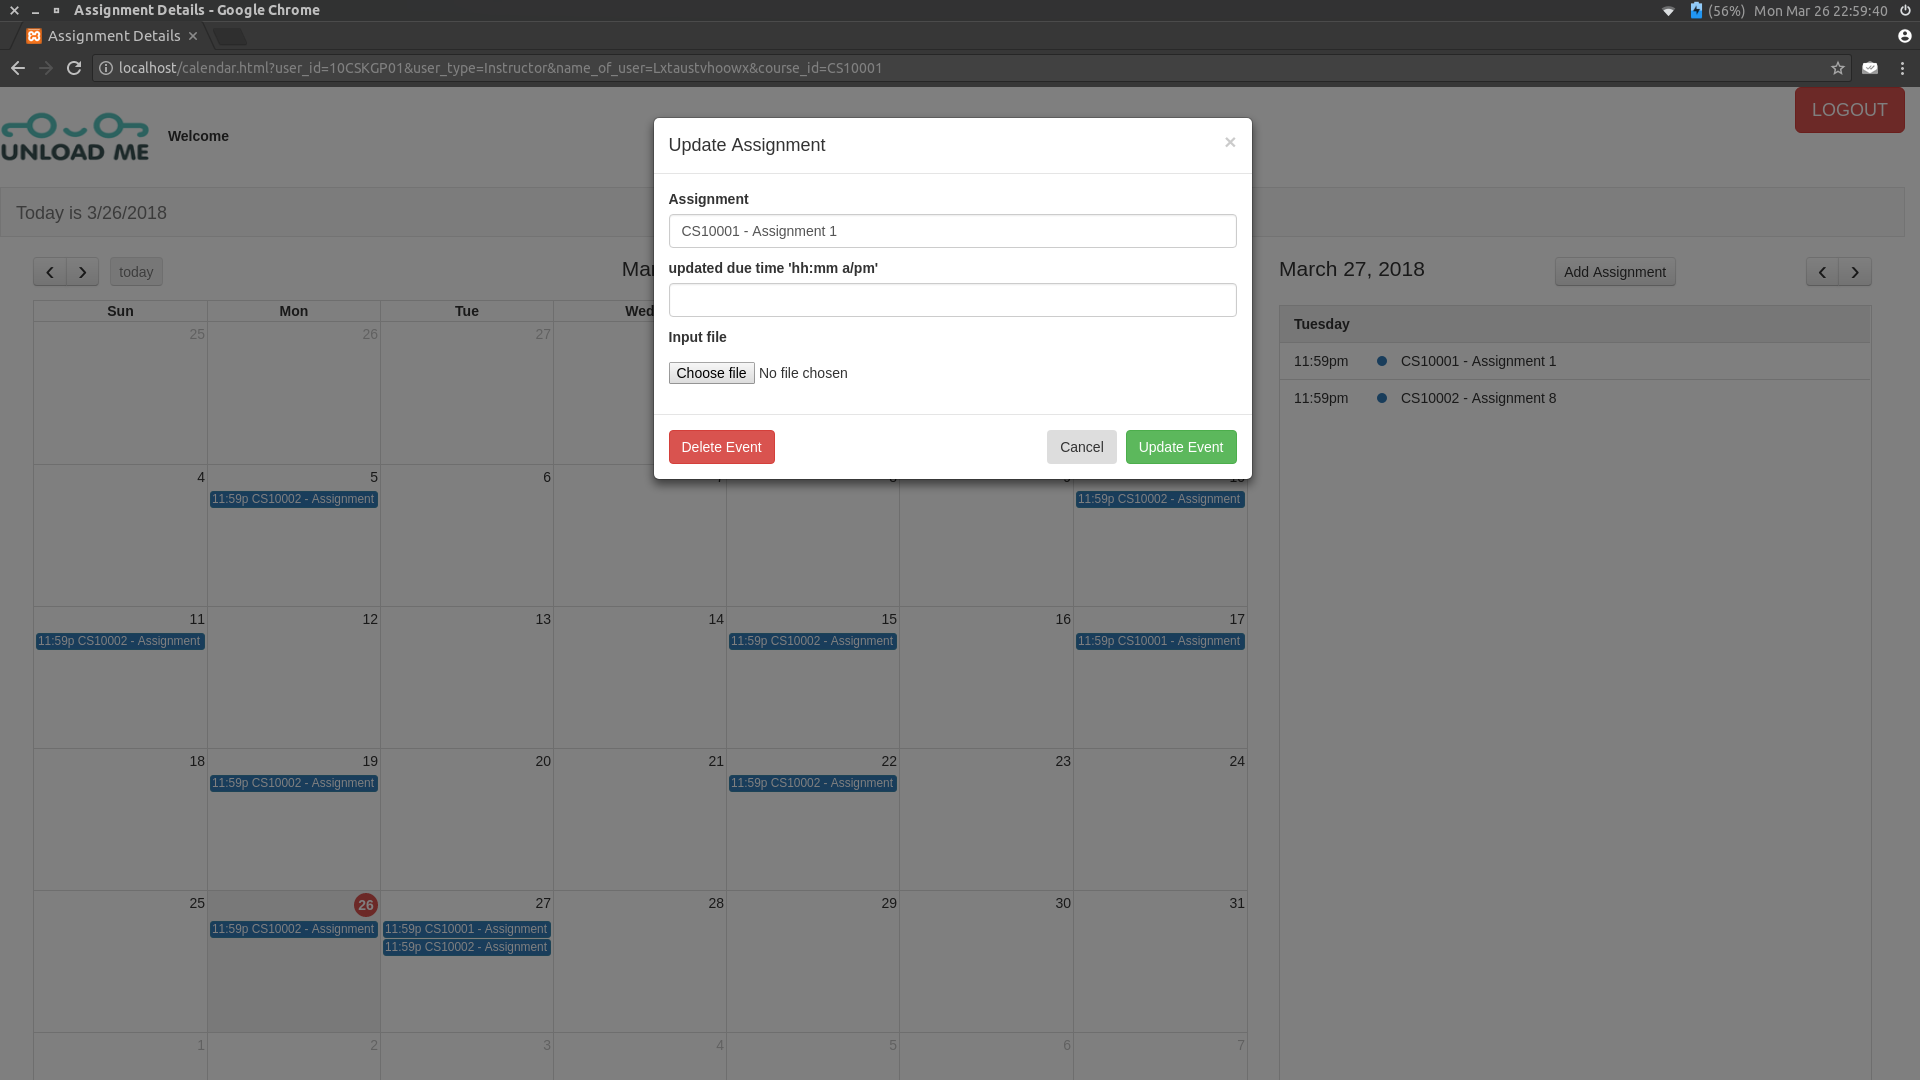 Assignment Details - Google Chrome
(56%) Mon Mar 26 22:59:40
Assignment Details
localhost/calendar.html?user_id=10CSKGP01&user_type=Instructor&name_of_user=Lxtaustvhoowx&course_id=CS10001
UNLOAD ME
Welcome
LOGOUT
Today is 3/26/2018
Update Assignment
×
Assignment
CS10001 - Assignment 1
updated due time 'hh:mm a/pm'
Input file
Choose file No file chosen
Delete Event Cancel Update Event
today
March 27, 2018
Add Assignment
Tuesday
11:59pm CS10001 - Assignment 1
11:59pm CS10002 - Assignment 8
Sun Mon Tue Wed
25 26 27
4 5 6
11:59p CS10002 - Assignment 11:59p CS10002 - Assignment
11 12 13 14 15 16 17
11:59p CS10002 - Assignment 11:59p CS10002 - Assignment 11:59p CS10001 - Assignment
18 19 20 21 22 23 24
11:59p CS10002 - Assignment 11:59p CS10002 - Assignment
25 26 27 28 29 30 31
11:59p CS10002 - Assignment 11:59p CS10001 - Assignment
11:59p CS10002 - Assignment
1 2 3 4 5 6 7